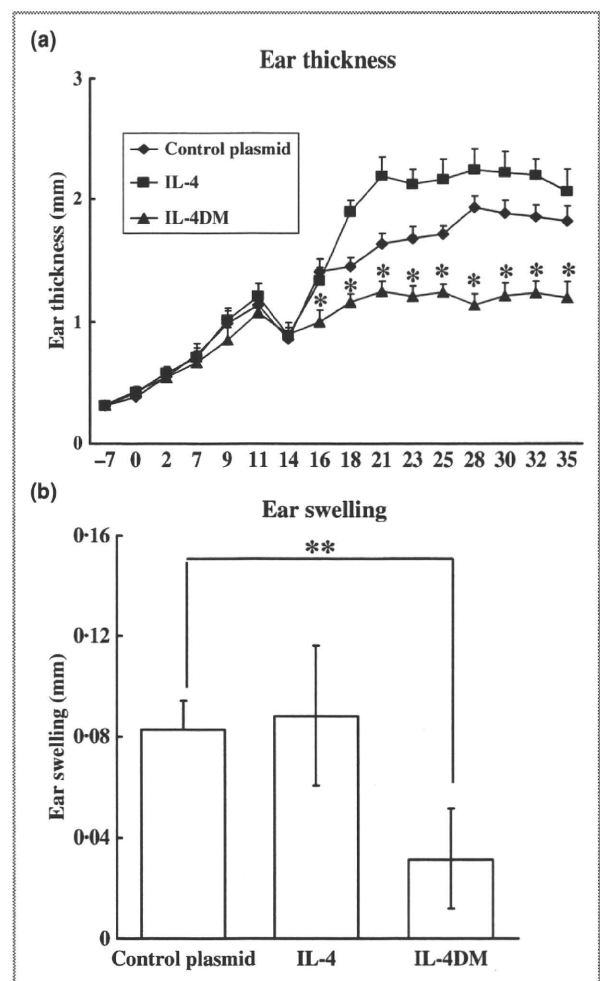 (a)
Ear thickness
3
2
1
0
Ear thickness (mm)
Control plasmid
IL-4
IL-4DM
* * * * * * * * *
–7 0 2 7 9 11 14 16 18 21 23 25 28 30 32 35
(b)
Ear swelling
0·16
0·12
0·08
0·04
0
Ear swelling (mm)
**
Control plasmid IL-4 IL-4DM